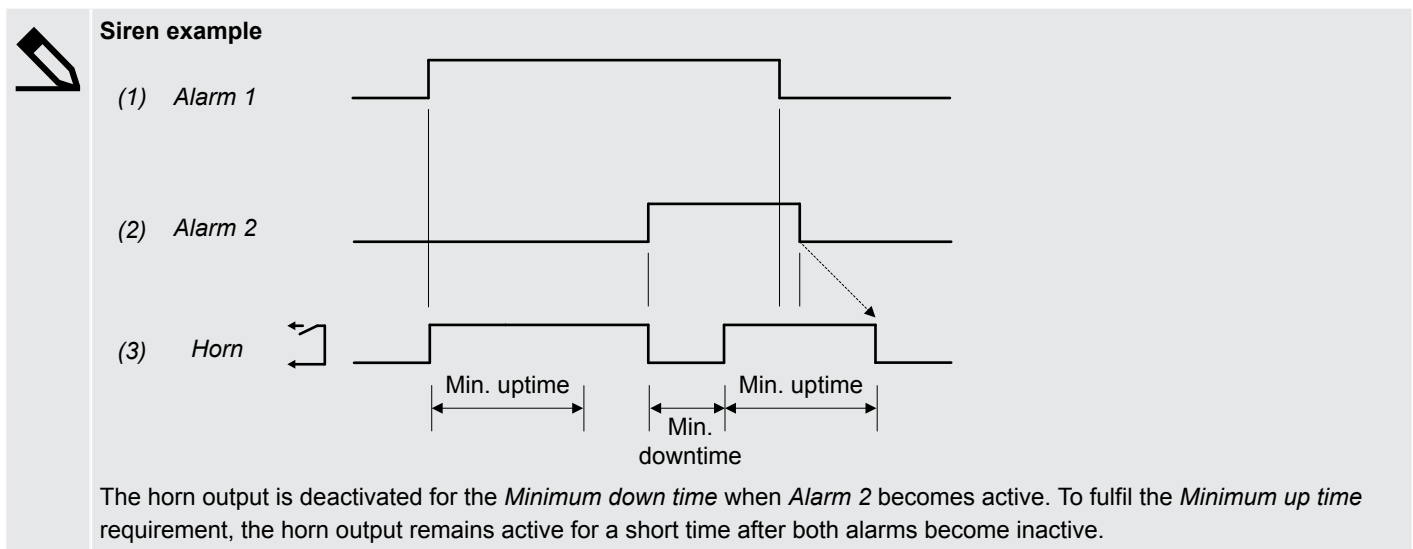 Siren example
(1) Alarm 1
(2) Alarm 2
(3) Horn
Min. uptime
Min. uptime
Min.
downtime
The horn output is deactivated for the Minimum down time when Alarm 2 becomes active. To fulfil the Minimum up time
requirement, the horn output remains active for a short time after both alarms become inactive.